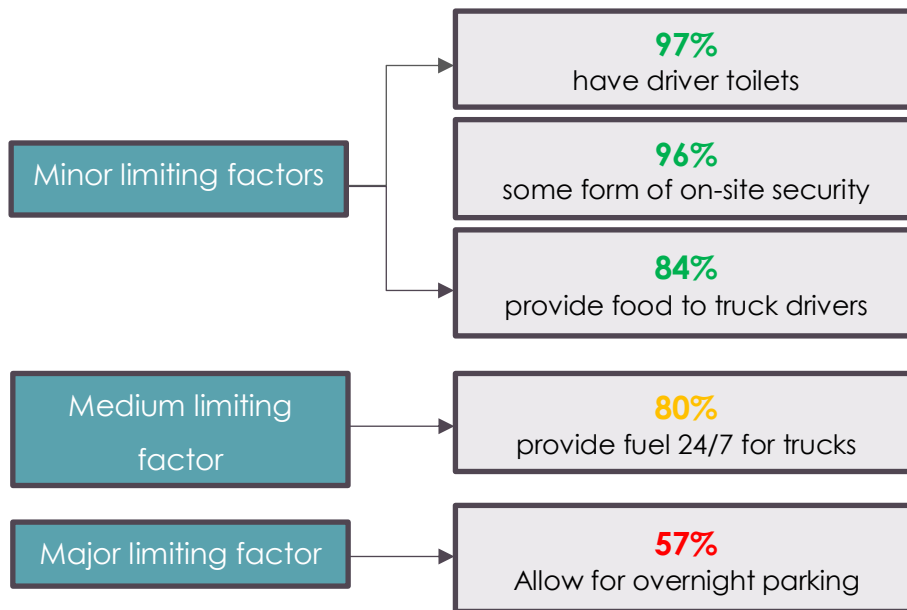 Minor limiting factors
97%
have driver toilets
96%
some form of on-site security
84%
provide food to truck drivers
Medium limiting
factor
80%
provide fuel 24/7 for trucks
Major limiting factor
57%
Allow for overnight parking